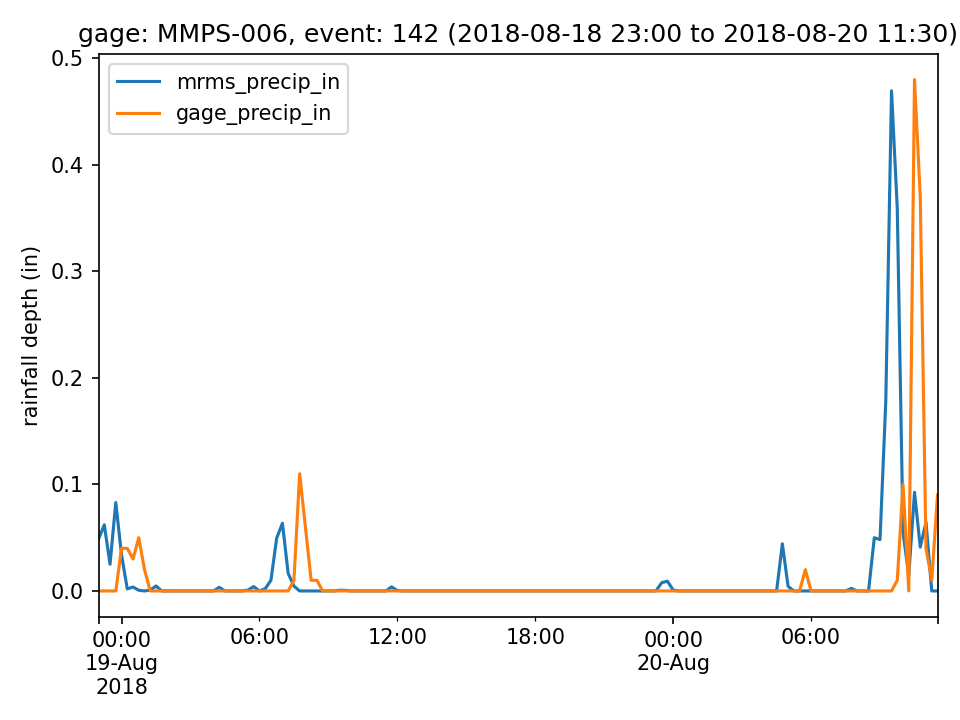 gage: MMPS-006, event: 142 (2018-08-18 23:00 to 2018-08-20 11:30)
mrms_precip_in
gage_precip_in
rainfall depth (in)
0.5
0.4
0.3
0.2
0.1
0.0
00:00 06:00 12:00 18:00 00:00 06:00
19-Aug 20-Aug
2018